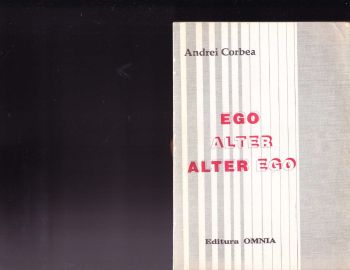 Andrei Corbea
EGO
ALTER
ALTER EGO
Editura OMNIA